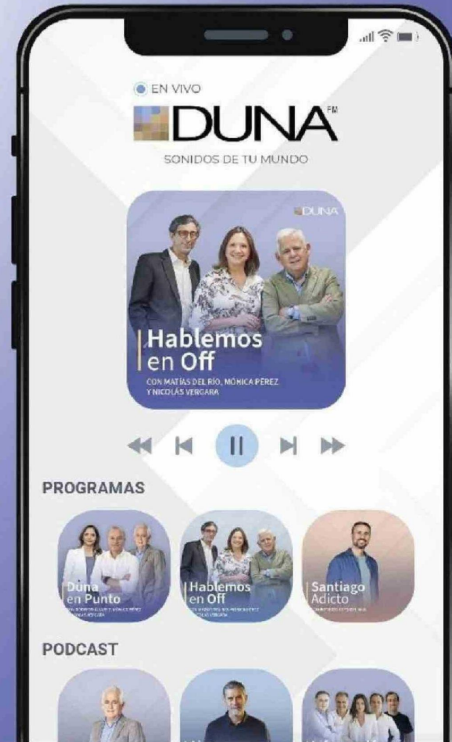 EN VIVO
DUNA FM
SONIDOS DE TU MUNDO
DUNA
Hablemos
en Off
CON MATÍAS DEL RÍO, MÓNICA PÉREZ
Y NICOLÁS VERGARA
PROGRAMAS
Duna
en Punto
Hablemos
en Off
Santiago
Adicto
PODCAST